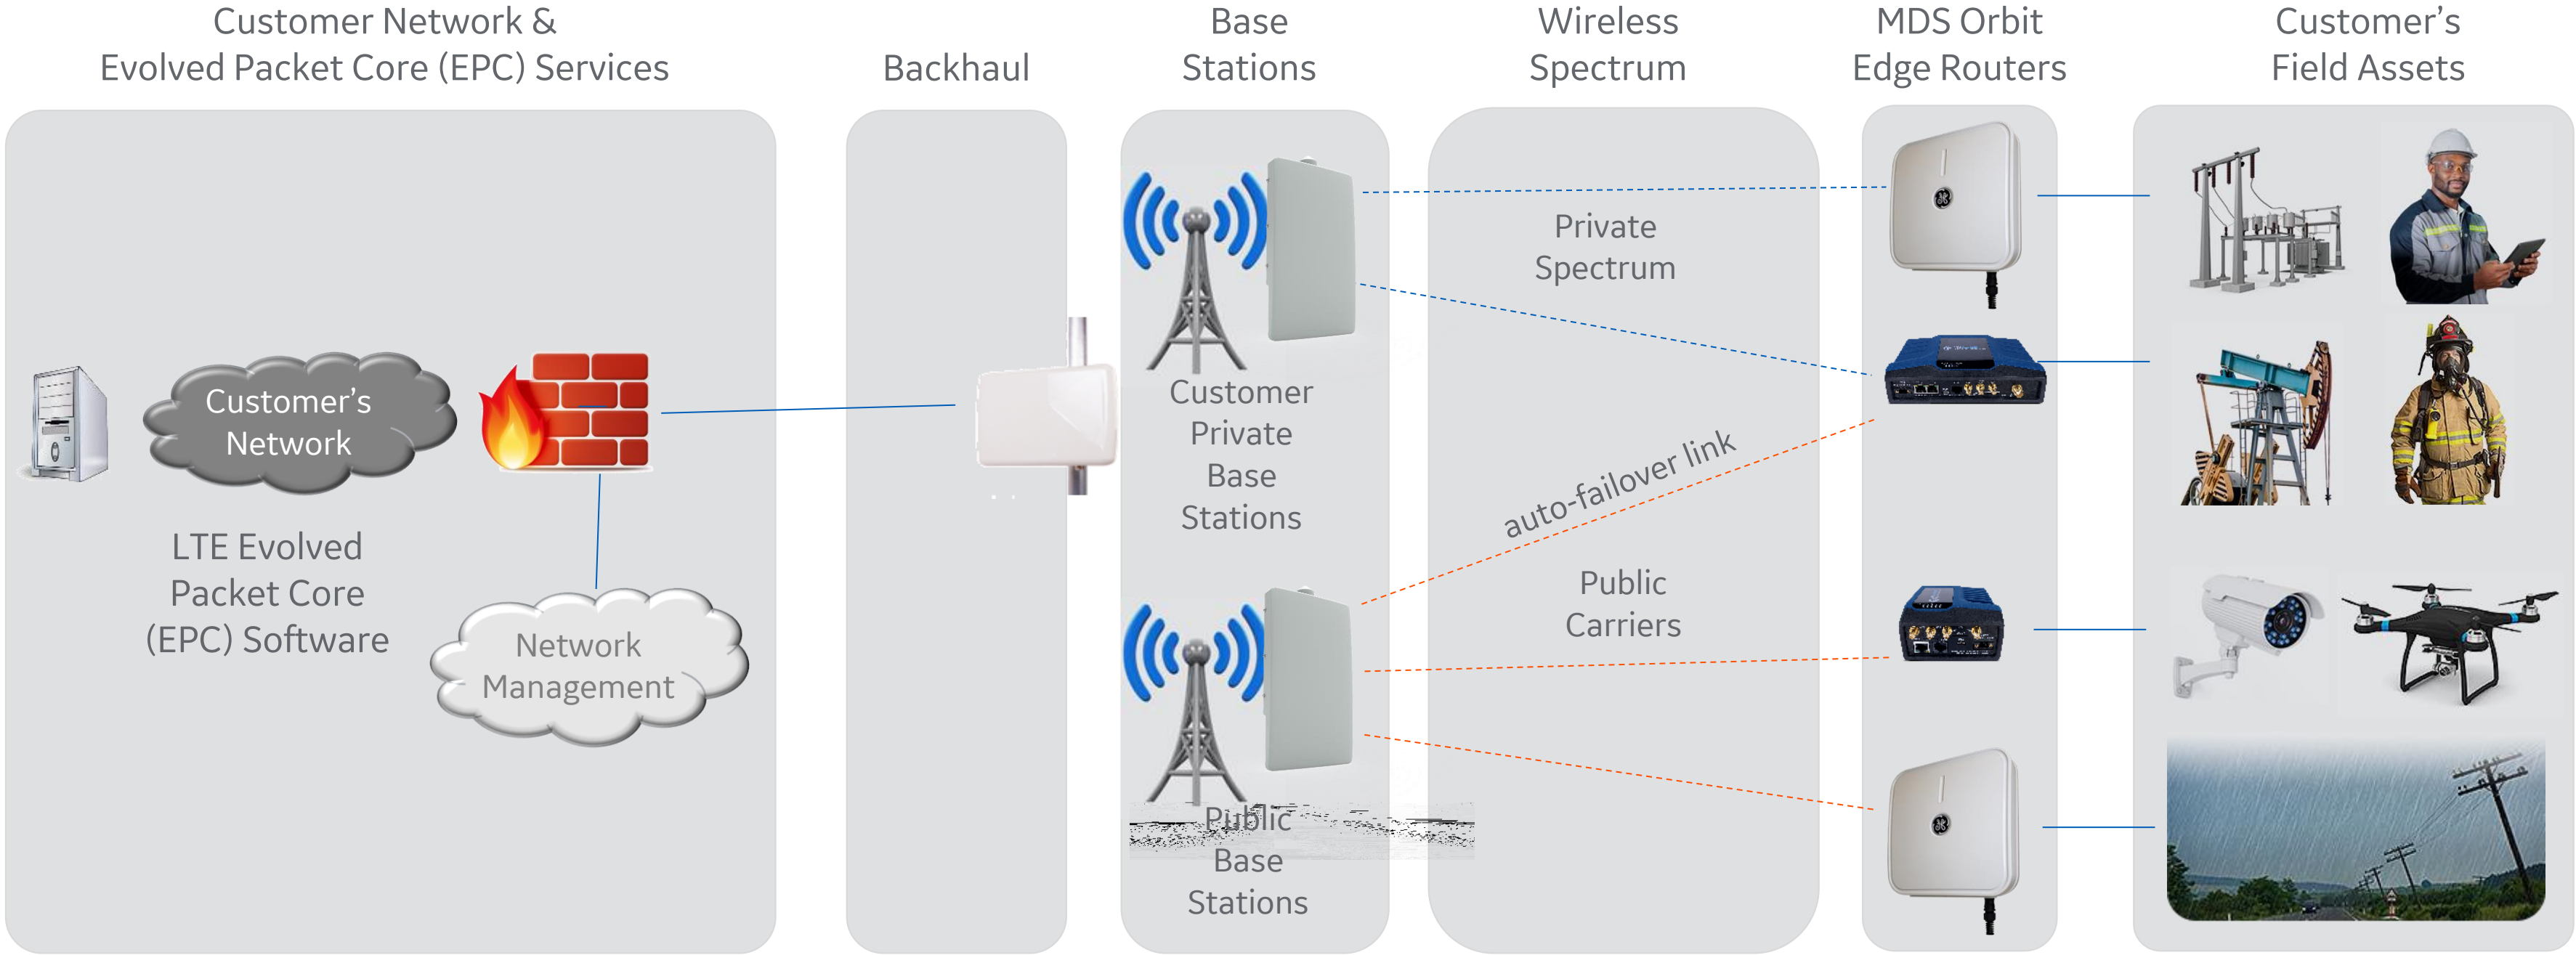 Customer Network &
Evolved Packet Core (EPC) Services
Backhaul
Base
Stations
Wireless
Spectrum
MDS Orbit
Edge Routers
Customer's
Field Assets
Customer's
Network
LTE Evolved
Packet Core
(EPC) Software
Network
Management
Customer
Private
Base
Stations
Public
Base
Stations
Private
Spectrum
auto-failover link
Public
Carriers